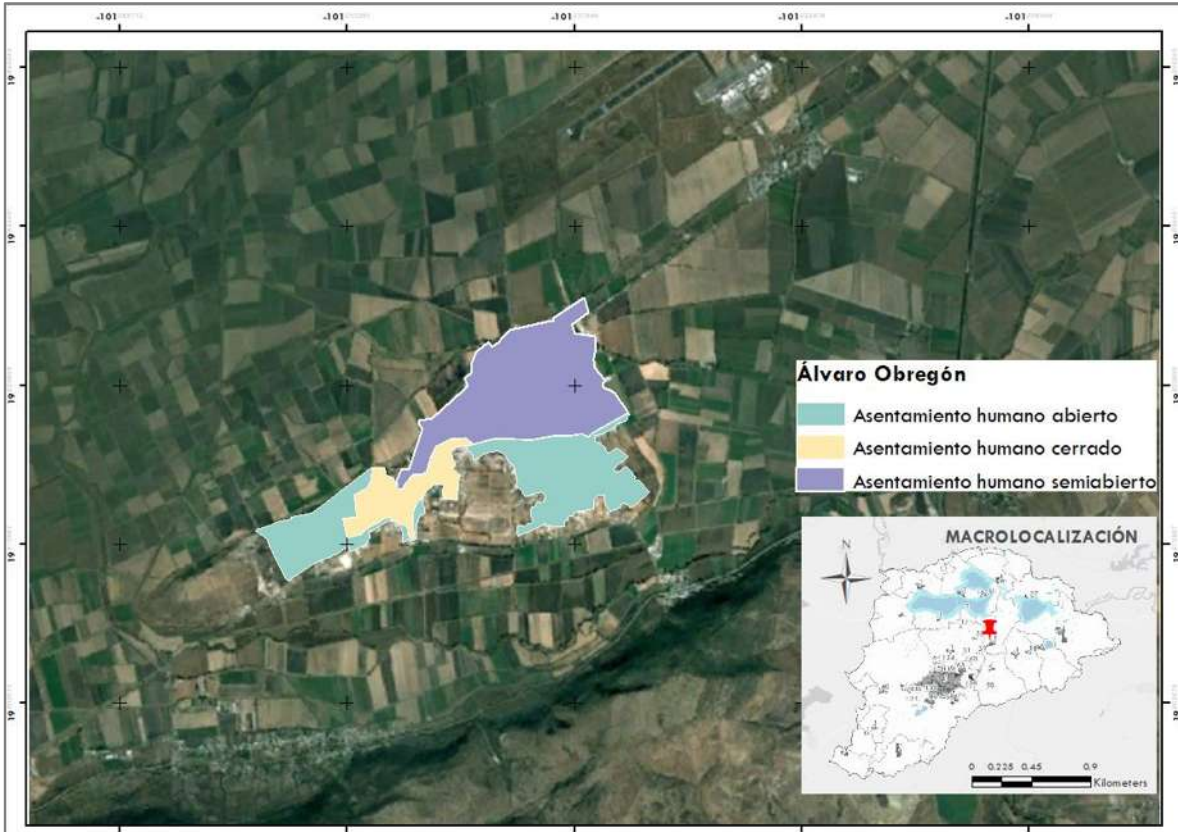 -101 -101 -101 -101 -101
19
19
19
19
19
Álvaro Obregón
Asentamiento humano abierto
Asentamiento humano cerrado
Asentamiento humano semiabierto
MACROLOCALIZACIÓN
N
0 0.225 0.45 0.9
Kilometers